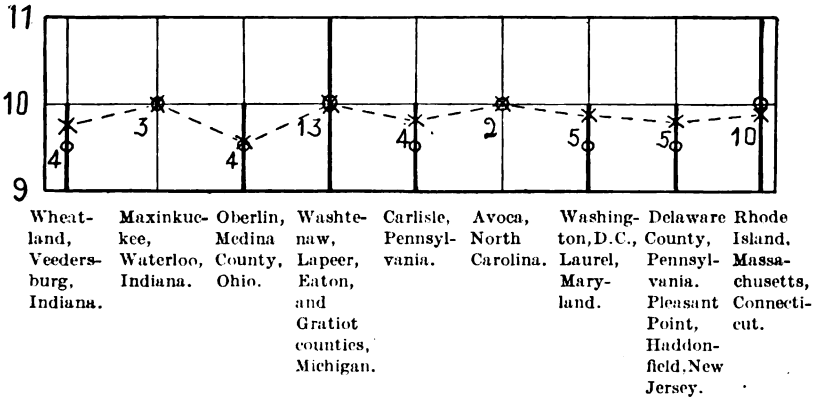 11
10
9
4
3
4
13
4
2
5
5
10
Wheat-
land,
Veeders-
burg,
Indiana.
Maxinkuc-
kee,
Waterloo,
Indiana.
Oberlin,
Medina
County,
Ohio.
Washte-
naw,
Lapeer,
Eaton,
and
Gratiot
counties,
Michigan.
Carlisle,
Pennsyl-
vania.
Avoca,
North
Carolina.
Washing-
ton, D.C.,
Laurel,
Mary-
land.
Delaware
County,
Pennsyl-
vania.
Pleasant
Point,
Haddon-
field, New
Jersey.
Rhode
Island,
Massa-
chusetts,
Connecti-
cut.